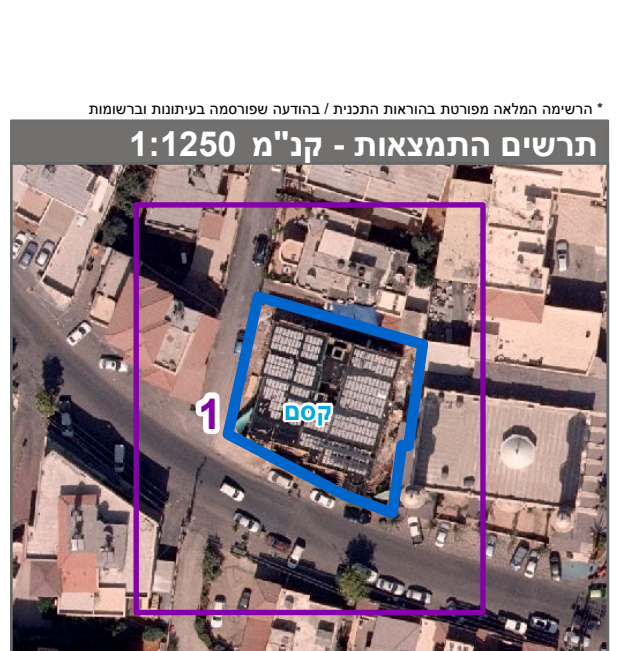 * הרשימה המלאה מפורטת בהוראות התכנית / בהודעה שפורסמה בעיתונות וברשומות
תרשים התמצאות - קנ"מ 1:1250
1
קסם